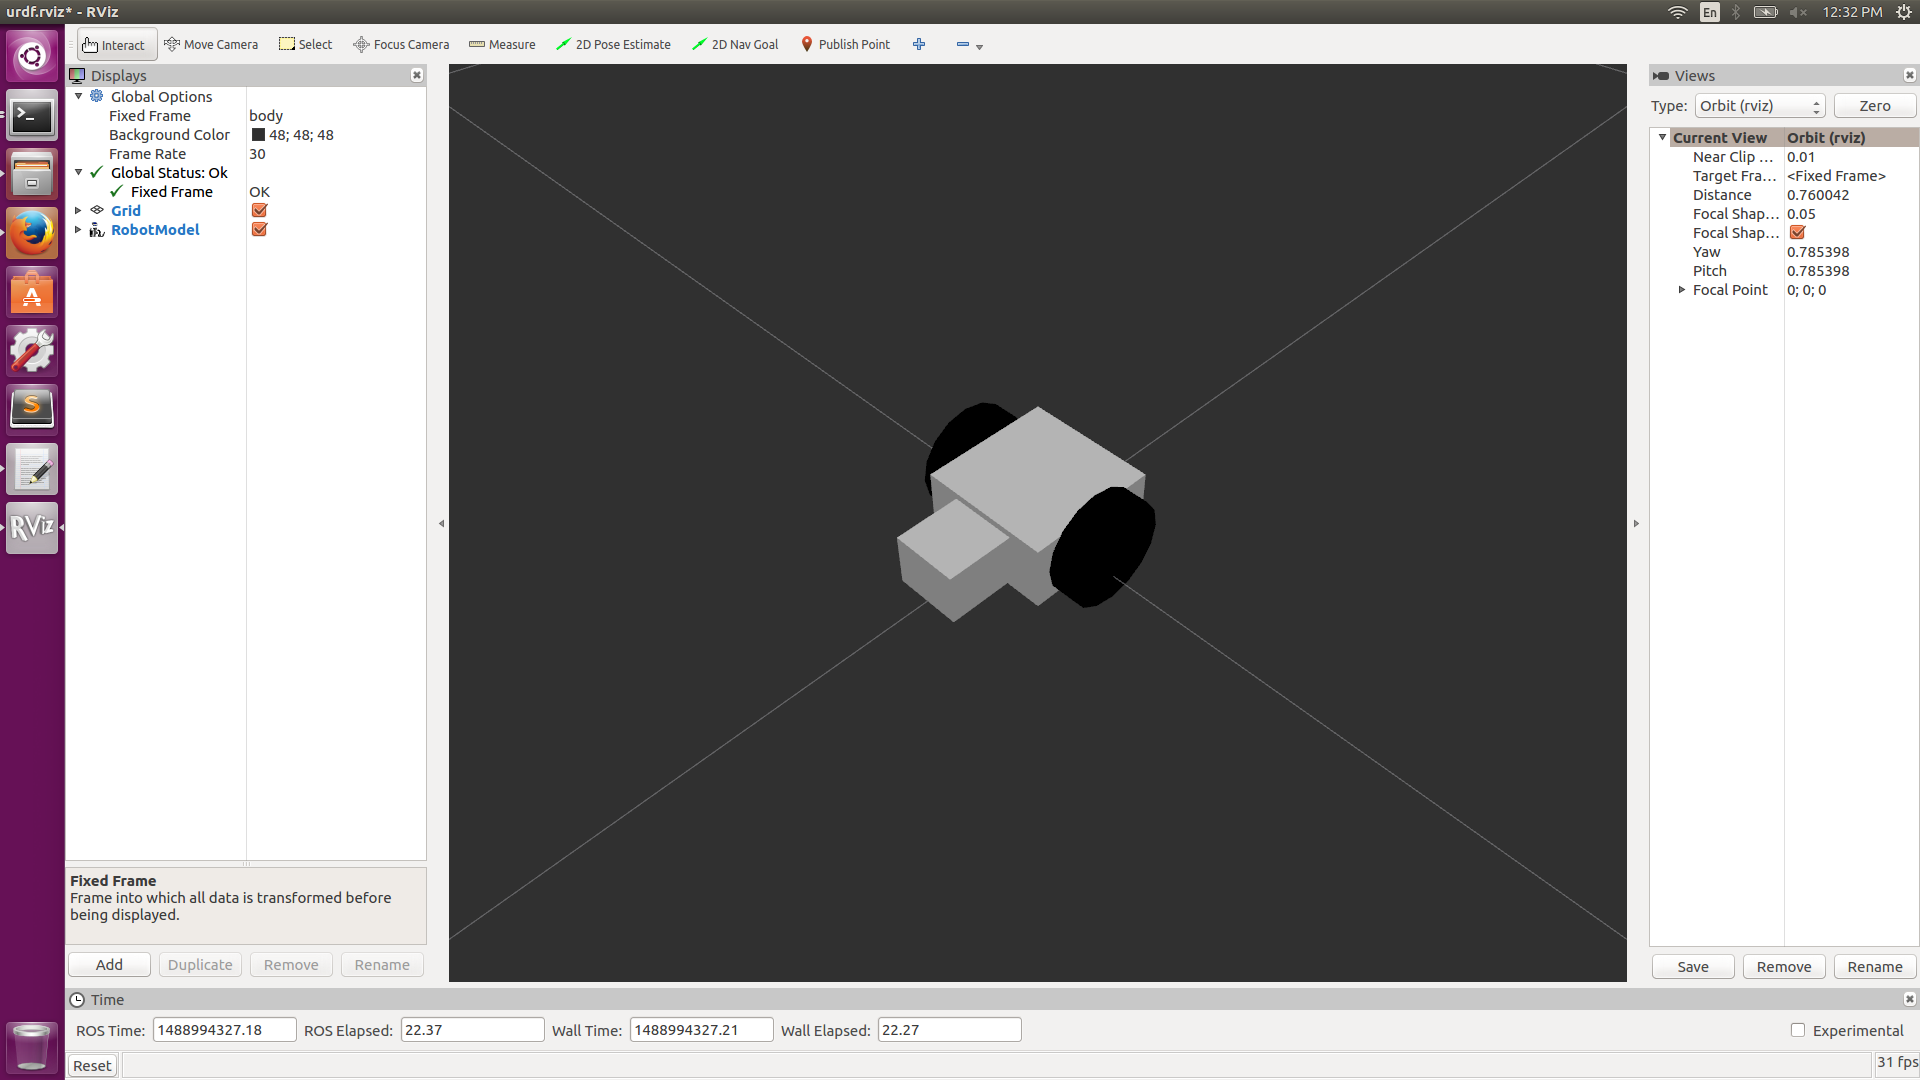 urdf.rviz* - RViz
En
12:32 PM
Interact
Move Camera
Select
Focus Camera
Measure
2D Pose Estimate
2D Nav Goal
Publish Point
Displays
Global Options
Fixed Frame body
Background Color 48; 48; 48
Frame Rate 30
Global Status: Ok
Fixed Frame OK
Grid
RobotModel
Fixed Frame
Frame into which all data is transformed before
being displayed.
Add Duplicate Remove Rename
Views
Type: Orbit (rviz) Zero
Current View Orbit (rviz)
Near Clip ... 0.01
Target Fra... <Fixed Frame>
Distance 0.760042
Focal Shap... 0.05
Focal Shap...
Yaw 0.785398
Pitch 0.785398
Focal Point 0; 0; 0
Save Remove Rename
RViz
Time
ROS Time: 1488994327.18 ROS Elapsed: 22.37 Wall Time: 1488994327.21 Wall Elapsed: 22.27 Experimental
Reset
31 fps